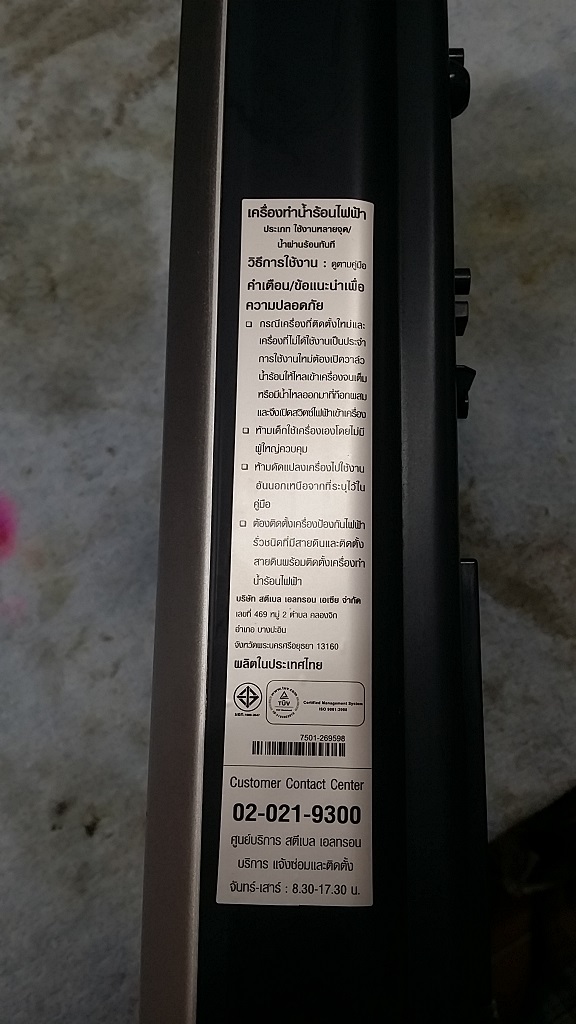 เครื่องทำน้ำร้อนไฟฟ้า
ประเภท ใช้งานหลายจุด/
น้ำผ่านร้อนทันที
วิธีการใช้งาน : ดูตามคู่มือ
คำเตือน/ข้อแนะนำเพื่อ
ความปลอดภัย
❑ กรณีเครื่องที่ติดตั้งใหม่และ
เครื่องที่ไม่ได้ใช้งานเป็นประจำ
การใช้งานใหม่ต้องเปิดวาล์ว
น้ำร้อนให้ไหลเข้าเครื่องจนเต็ม
หรือมีน้ำไหลออกมาที่ก๊อกผสม
และจึงเปิดสวิตช์ไฟฟ้าเข้าเครื่อง
❑ ห้ามเด็กใช้เครื่องเองโดยไม่มี
ผู้ใหญ่ควบคุม
❑ ห้ามดัดแปลงเครื่องไปใช้งาน
อันนอกเหนือจากที่ระบุไว้ใน
คู่มือ
❑ ต้องติดตั้งเครื่องป้องกันไฟฟ้า
รั่วชนิดที่มีสายดินและติดตั้ง
สายดินพร้อมติดตั้งเครื่องทำ
น้ำร้อนไฟฟ้า
บริษัท สตีเบล เอลทรอน เอเซีย จำกัด
เลขที่ 469 หมู่ 2 ตำบล คลองจิก
อำเภอ บางปะอิน
จังหวัดพระนครศรีอยุธยา 13160
ผลิตในประเทศไทย
TÜV
Certified Management System
ISO 9001:2008
7501-269598
Customer Contact Center
02-021-9300
ศูนย์บริการ สตีเบล เอลทรอน
บริการ แจ้งซ่อมและติดตั้ง
จันทร์-เสาร์ : 8.30-17.30 น.